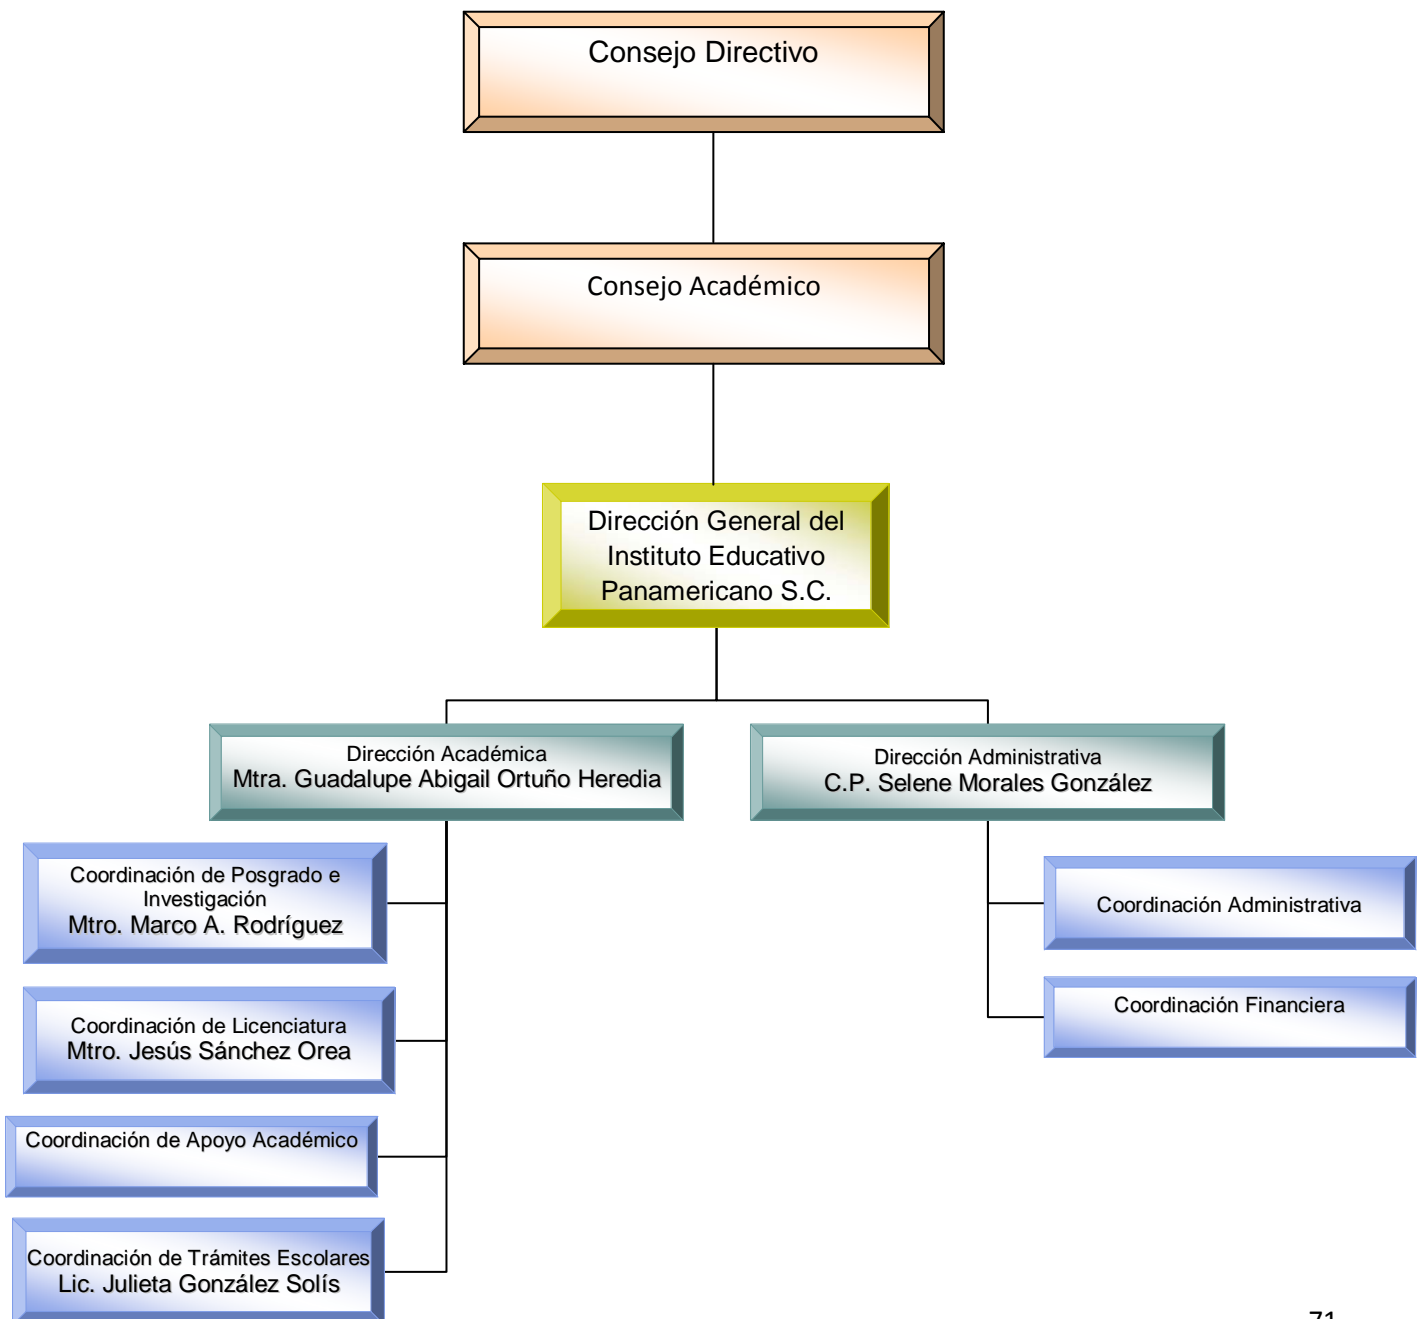 Consejo Directivo
Consejo Académico
Dirección General del
Instituto Educativo
Panamericano S.C.
Dirección Académica
Mtra. Guadalupe Abigail Ortuño Heredia
Dirección Administrativa
C.P. Selene Morales González
Coordinación de Posgrado e
Investigación
Mtro. Marco A. Rodríguez
Coordinación de Licenciatura
Mtro. Jesús Sánchez Orea
Coordinación de Apoyo Académico
Coordinación de Trámites Escolares
Lic. Julieta González Solís
Coordinación Administrativa
Coordinación Financiera
71